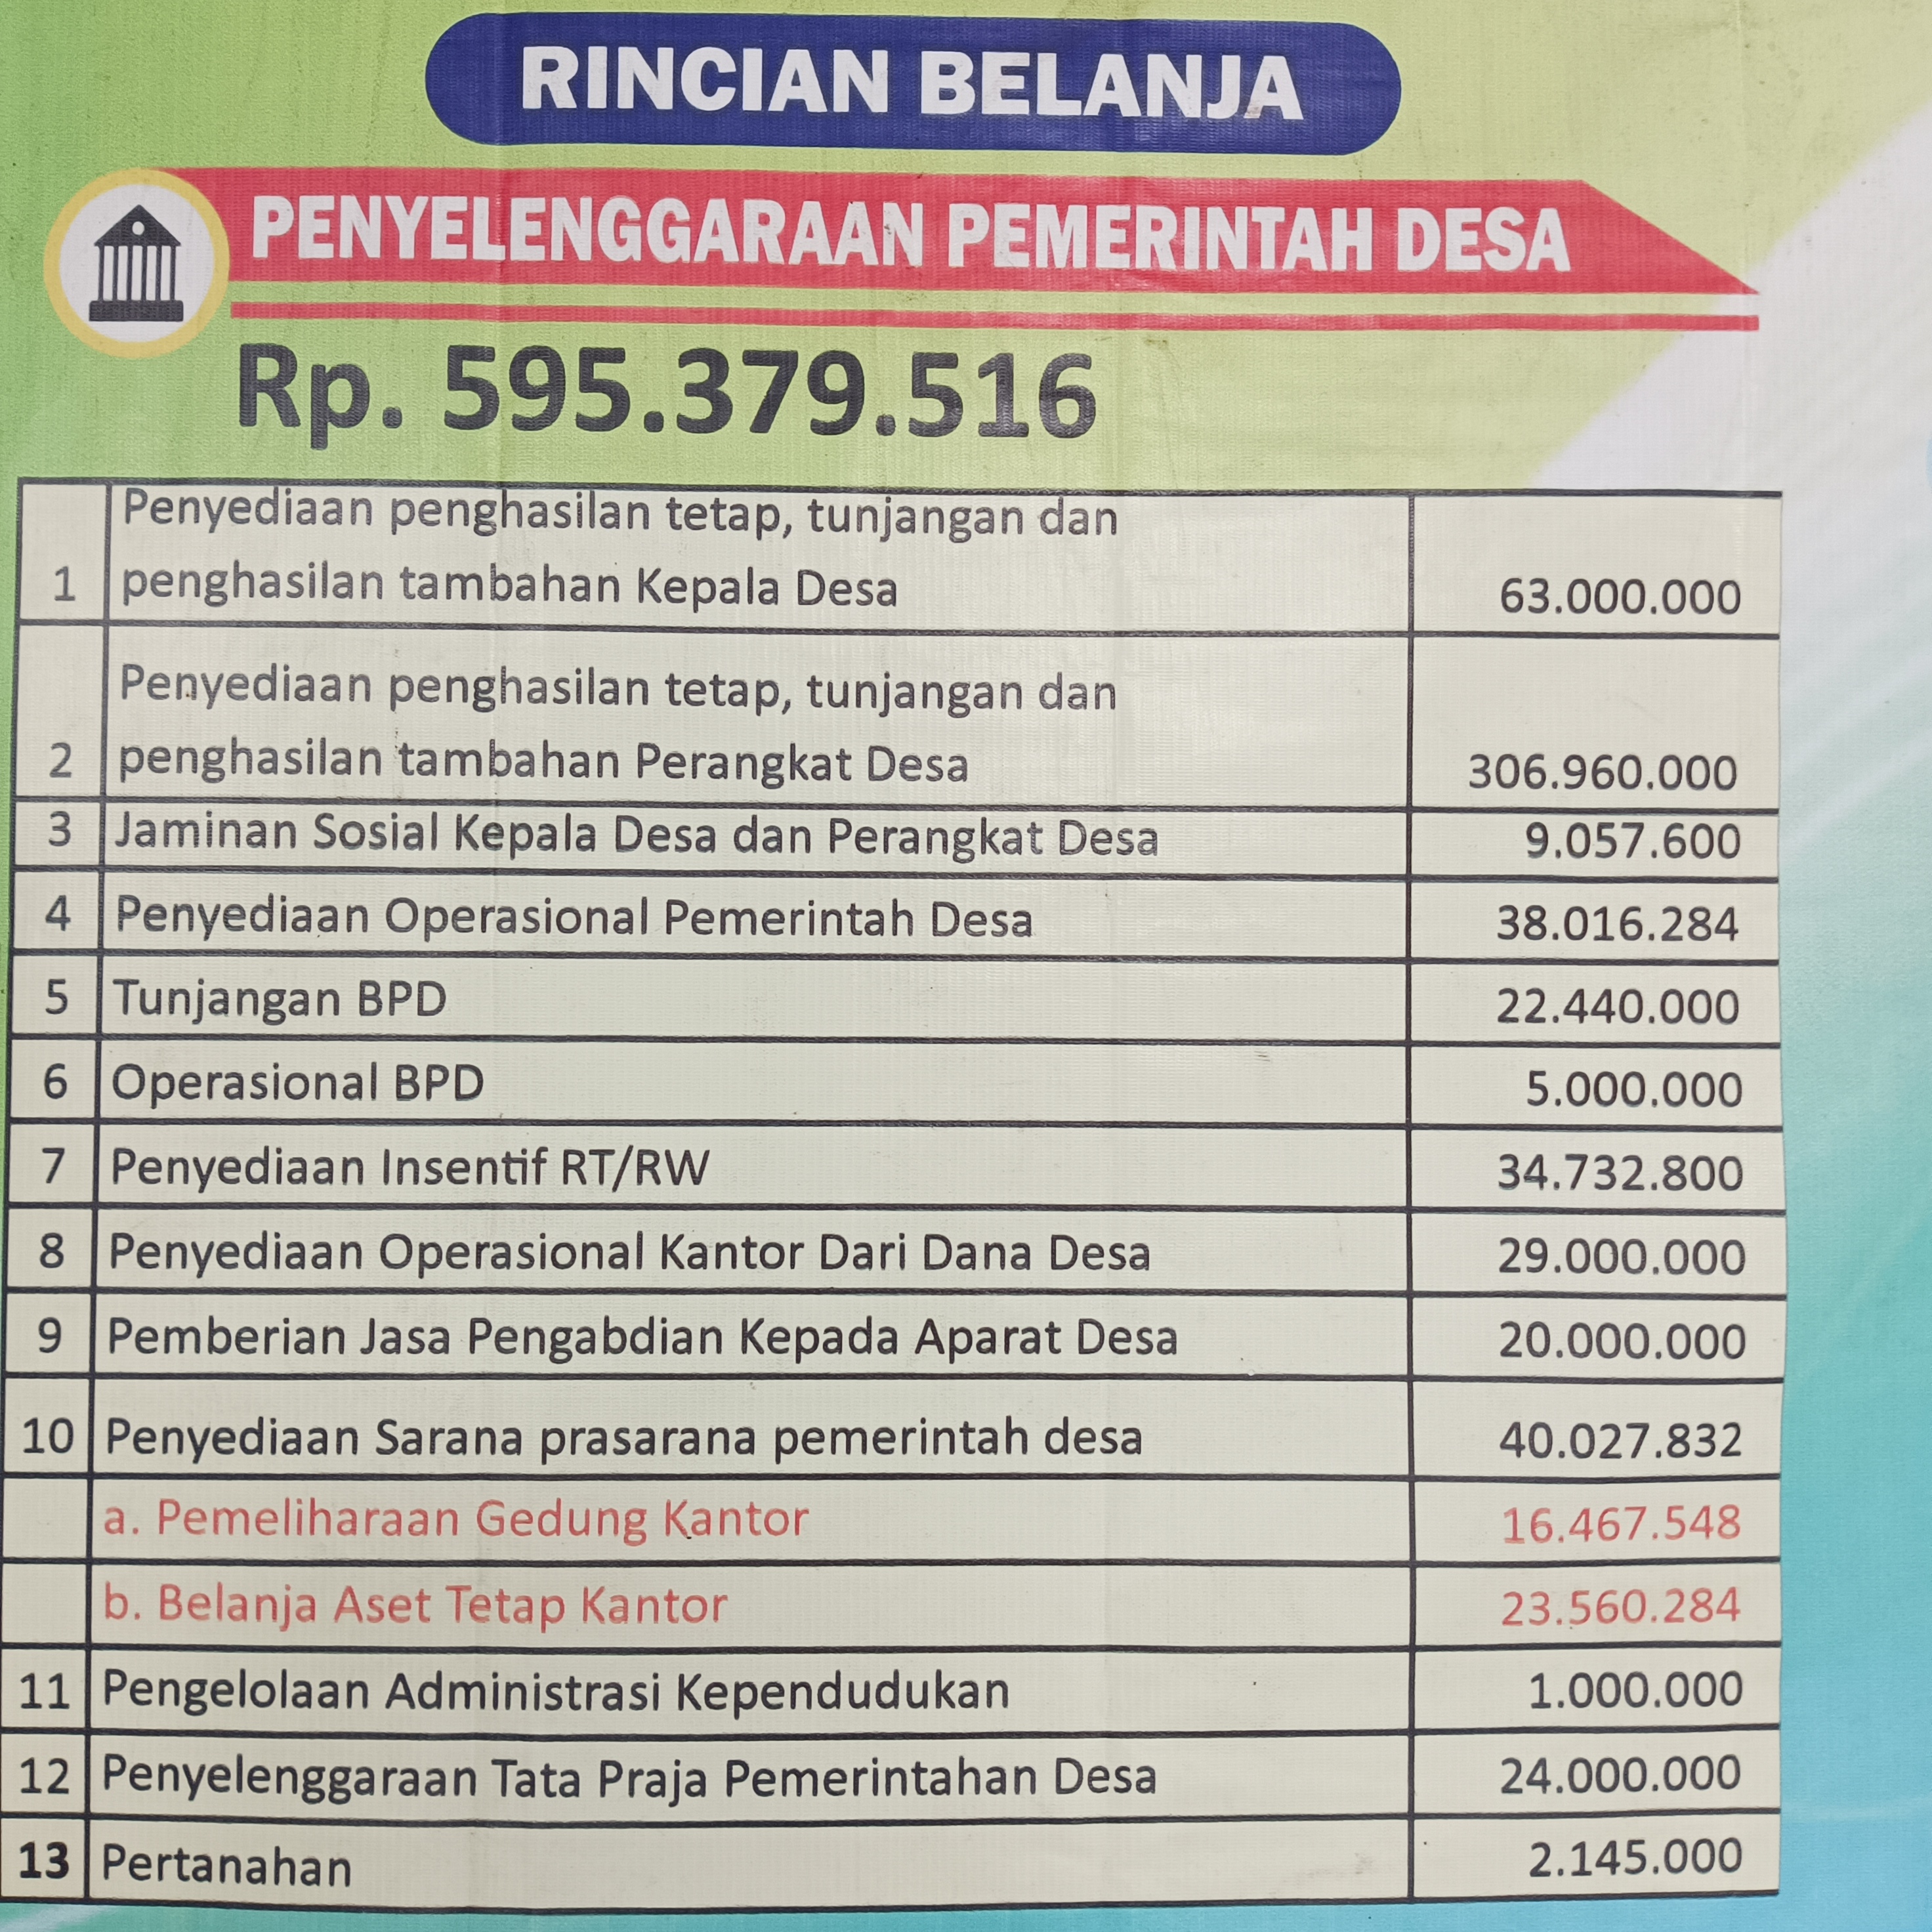 RINCIAN BELANJA
PENYELENGGARAAN PEMERINTAH DESA
Rp. 595.379.516
Penyediaan penghasilan tetap, tunjangan dan
1 penghasilan tambahan Kepala Desa 63.000.000
Penyediaan penghasilan tetap, tunjangan dan
2 penghasilan tambahan Perangkat Desa 306.960.000
3 Jaminan Sosial Kepala Desa dan Perangkat Desa 9.057.600
4 Penyediaan Operasional Pemerintah Desa 38.016.284
5 Tunjangan BPD 22.440.000
6 Operasional BPD 5.000.000
7 Penyediaan Insentif RT/RW 34.732.800
8 Penyediaan Operasional Kantor Dari Dana Desa 29.000.000
9 Pemberian Jasa Pengabdian Kepada Aparat Desa 20.000.000
10 Penyediaan Sarana prasarana pemerintah desa 40.027.832
a. Pemeliharaan Gedung Kantor 16.467.548
b. Belanja Aset Tetap Kantor 23.560.284
11 Pengelolaan Administrasi Kependudukan 1.000.000
12 Penyelenggaraan Tata Praja Pemerintahan Desa 24.000.000
13 Pertanahan 2.145.000